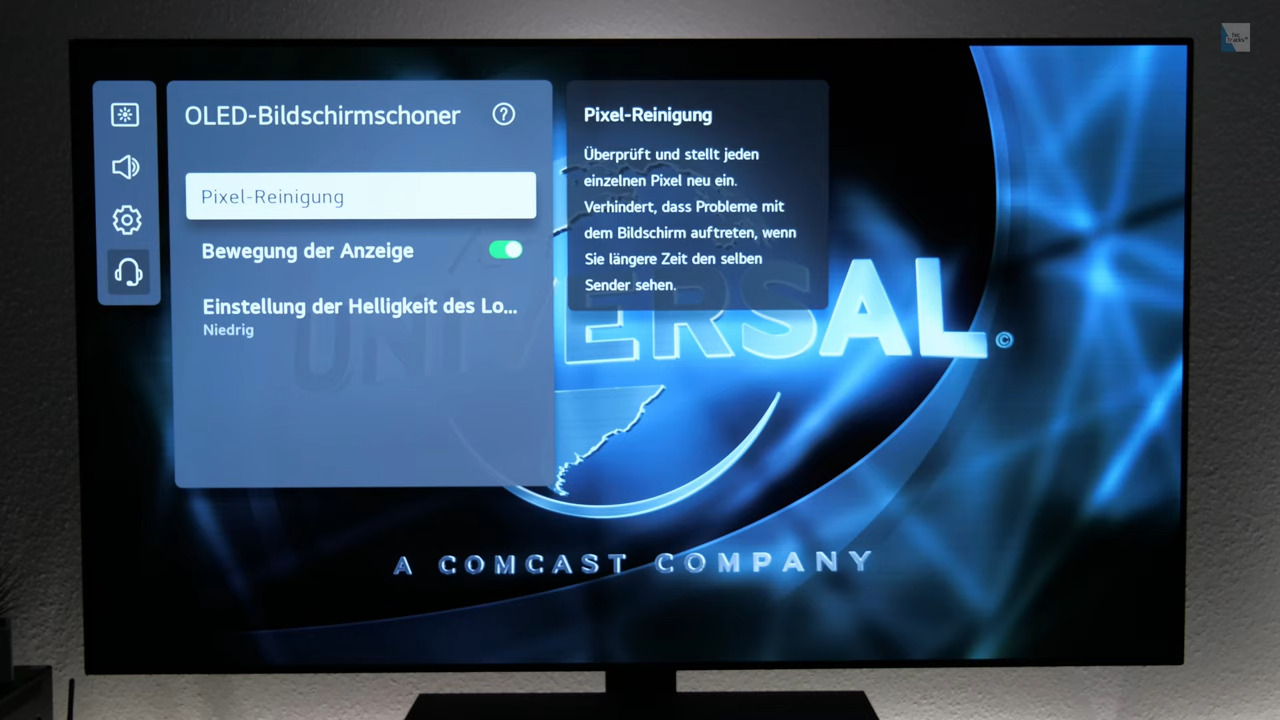 OLED-Bildschirmschoner
Pixel-Reinigung
Bewegung der Anzeige
Einstellung der Helligkeit des Lo...
Niedrig
Pixel-Reinigung
Überprüft und stellt jeden
einzelnen Pixel neu ein.
Verhindert, dass Probleme mit
dem Bildschirm auftreten, wenn
Sie längere Zeit den selben
Sender sehen.
UNIVERSAL
A COMCAST COMPANY